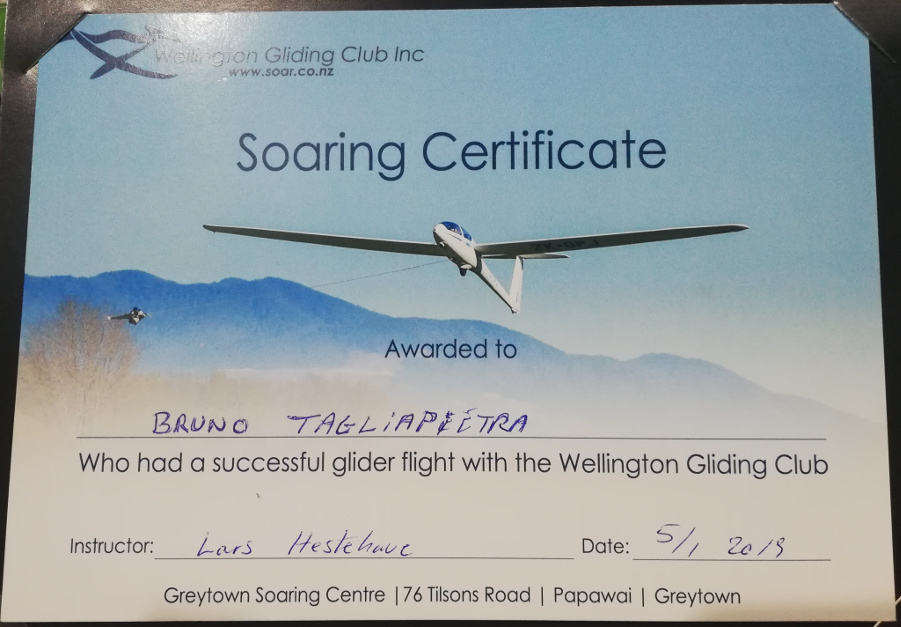 Wellington Gliding Club Inc
www.soar.co.nz
Soaring Certificate
ZK-GPJ
Awarded to
BRUNO TAGLIAPIETRA
Who had a successful glider flight with the Wellington Gliding Club
Instructor: Lars Hestehave Date: 5/1 2019
Greytown Soaring Centre | 76 Tilsons Road | Papawai | Greytown